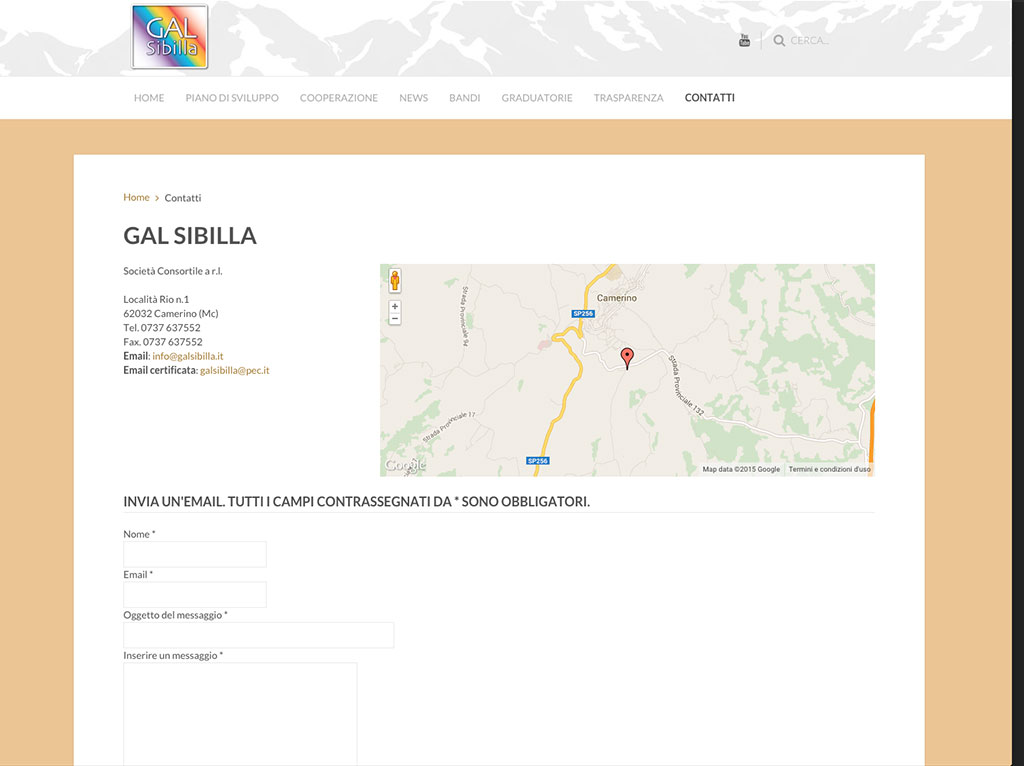 GAL
Sibilla
You
Tube
CERCA...
HOME PIANO DI SVILUPPO COOPERAZIONE NEWS BANDI GRADUATORIE TRASPARENZA CONTATTI
Home > Contatti
GAL SIBILLA
Società Consortile a r.l.
Località Rio n.1
62032 Camerino (Mc)
Tel. 0737 637552
Fax. 0737 637552
Email: info@galsibilla.it
Email certificata: galsibilla@pec.it
+
−
Camerino
SP256
Strada Provinciale 94
Strada Provinciale 132
Strada Provinciale 17
SP256
Google
Map data ©2015 Google
Termini e condizioni d'uso
INVIA UN'EMAIL. TUTTI I CAMPI CONTRASSEGNATI DA * SONO OBBLIGATORI.
Nome *
Email *
Oggetto del messaggio *
Inserire un messaggio *